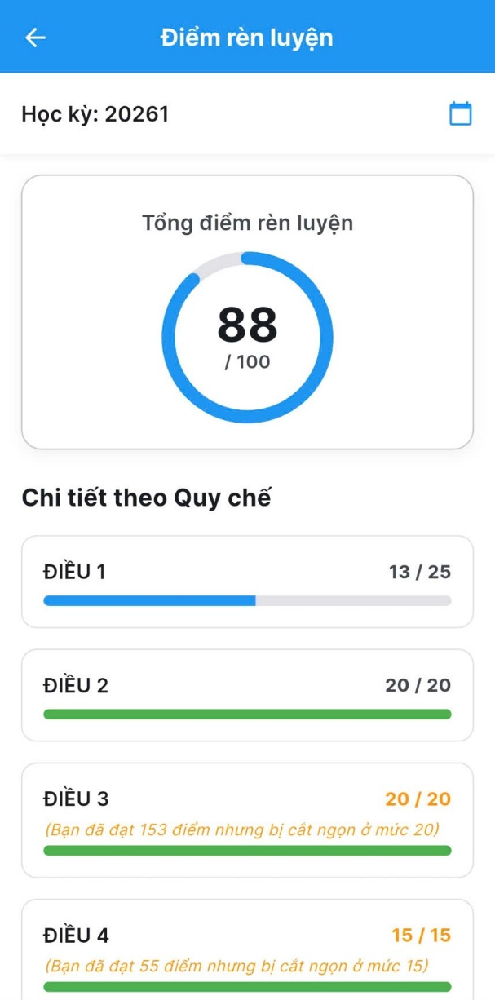 Điểm rèn luyện
Học kỳ: 20261
Tổng điểm rèn luyện
88
/ 100
Chi tiết theo Quy chế
ĐIỀU 1
13 / 25
ĐIỀU 2
20 / 20
ĐIỀU 3
20 / 20
(Bạn đã đạt 153 điểm nhưng bị cắt ngọn ở mức 20)
ĐIỀU 4
15 / 15
(Bạn đã đạt 55 điểm nhưng bị cắt ngọn ở mức 15)